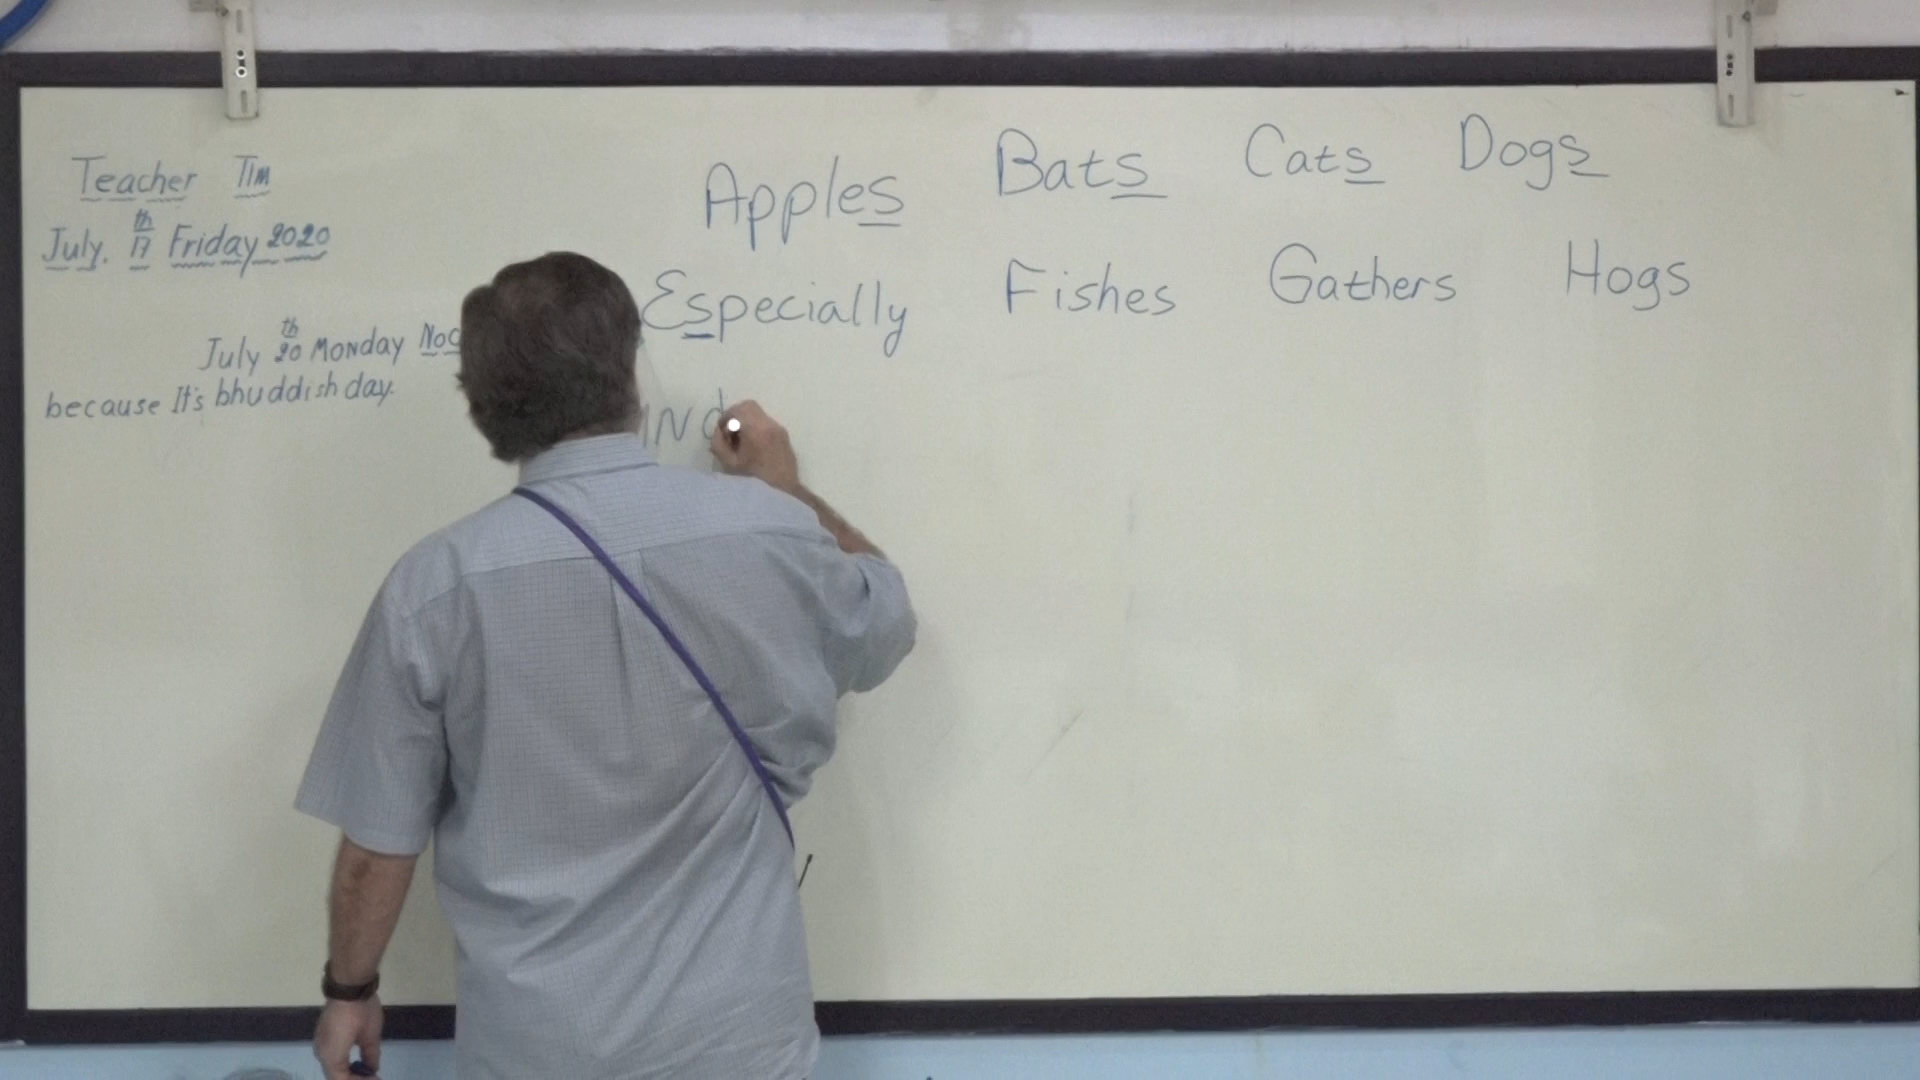 Teacher Tim
July. 17th Friday 2020
July 20th Monday
because It's bhuddish day.
Apples Bats Cats Dogs
Especially Fishes Gathers Hogs